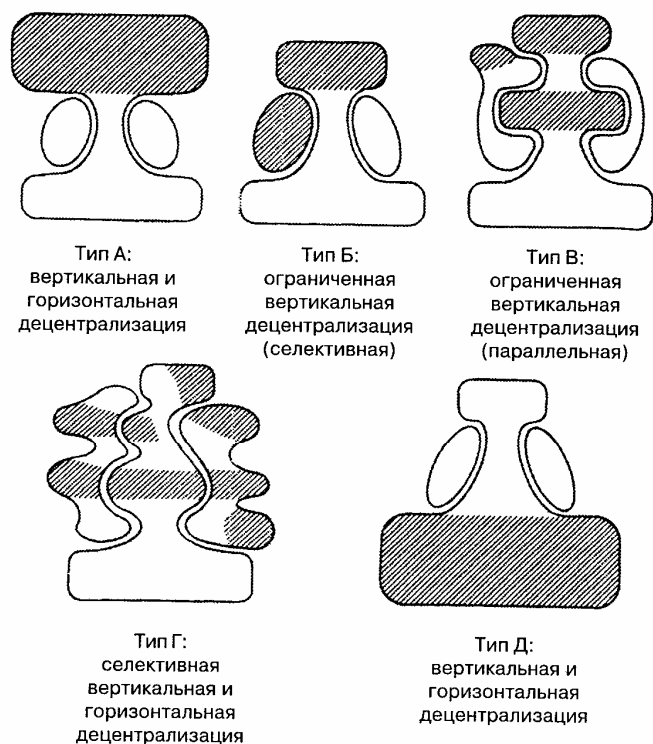 Тип А:
вертикальная и
горизонтальная
децентрализация
Тип Б:
ограниченная
вертикальная
децентрализация
(селективная)
Тип В:
ограниченная
вертикальная
децентрализация
(параллельная)
Тип Г:
селективная
вертикальная и
горизонтальная
децентрализация
Тип Д:
вертикальная и
горизонтальная
децентрализация